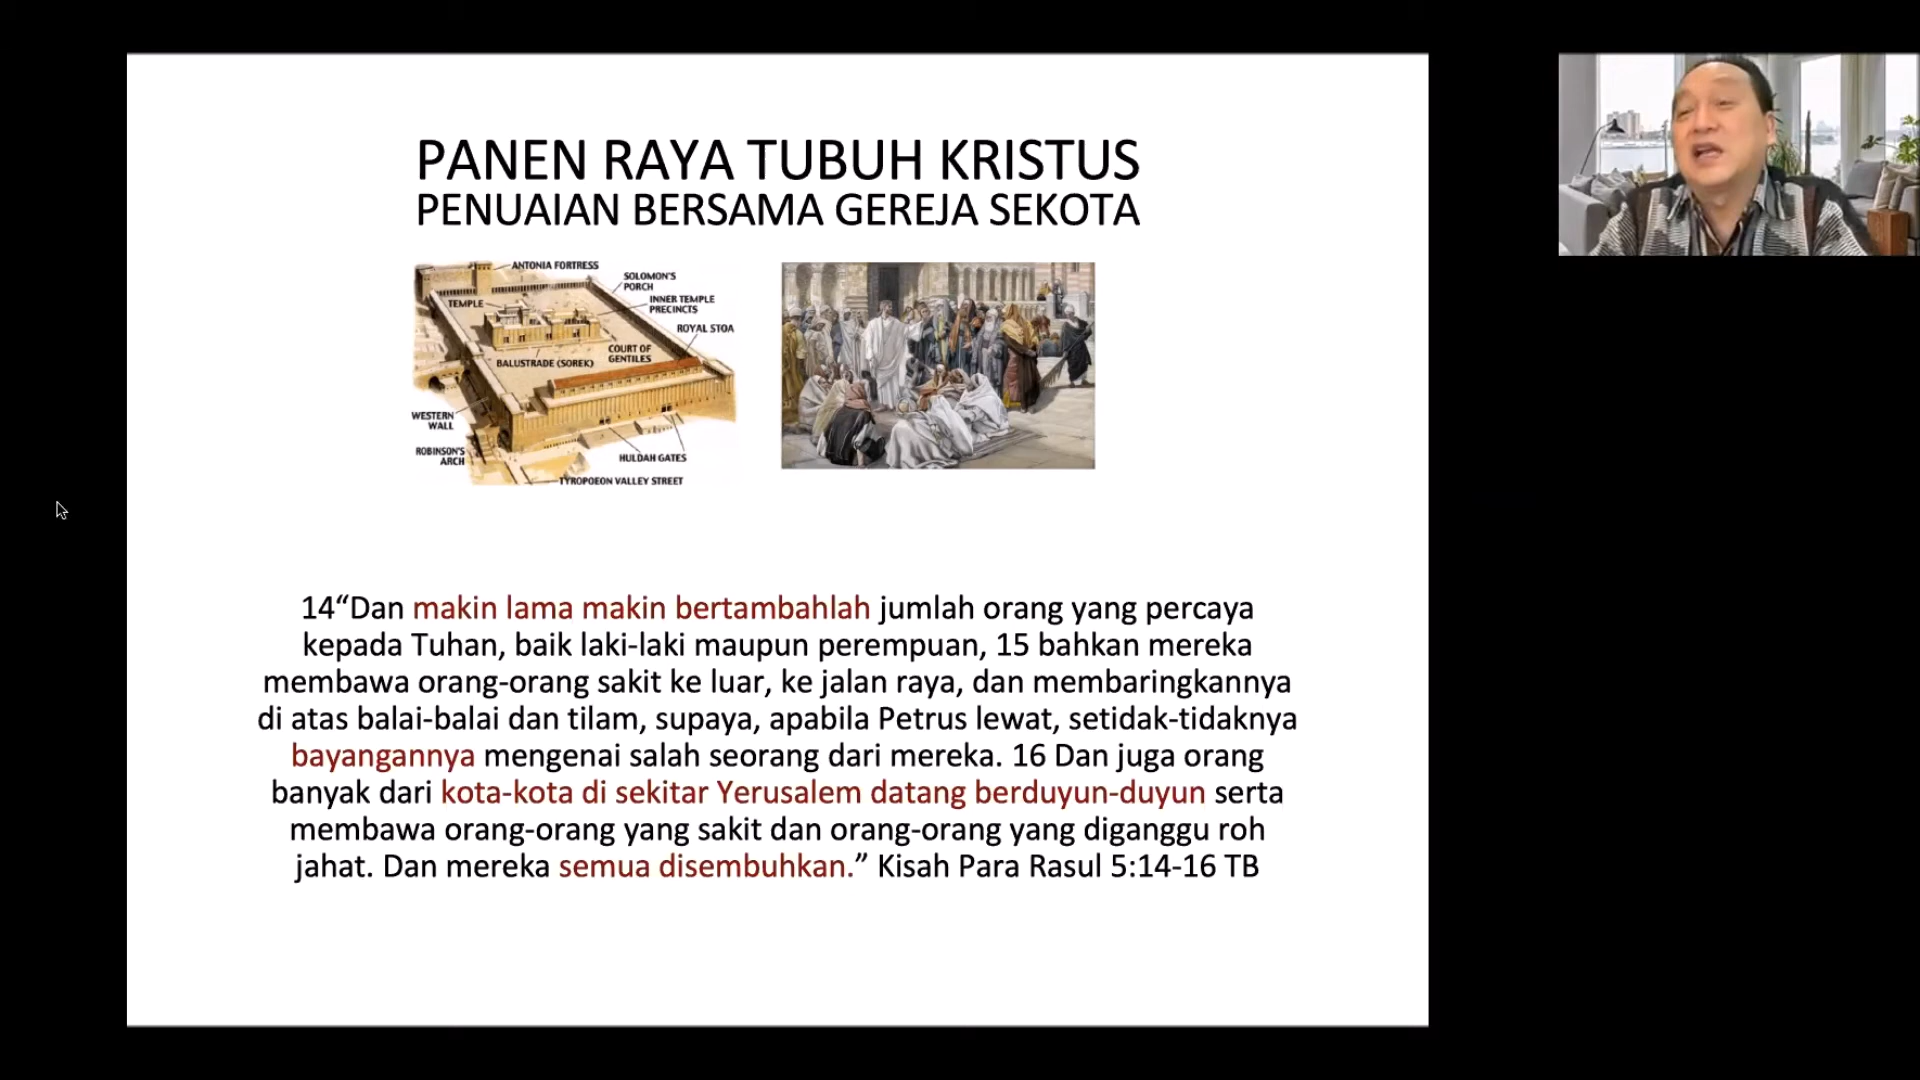 PANEN RAYA TUBUH KRISTUS
PENUAIAN BERSAMA GEREJA SEKOTA
ANTONIA FORTRESS
SOLOMON'S
PORCH
TEMPLE
INNER TEMPLE
PRECINCTS
ROYAL STOA
COURT OF
GENTILES
BALUSTRADE (SOREK)
WESTERN
WALL
ROBINSON'S
ARCH
HULDAH GATES
TYROPOEON VALLEY STREET
14“Dan makin lama makin bertambahlah jumlah orang yang percaya
kepada Tuhan, baik laki-laki maupun perempuan, 15 bahkan mereka
membawa orang-orang sakit ke luar, ke jalan raya, dan membaringkannya
di atas balai-balai dan tilam, supaya, apabila Petrus lewat, setidak-tidaknya
bayangannya mengenai salah seorang dari mereka. 16 Dan juga orang
banyak dari kota-kota di sekitar Yerusalem datang berduyun-duyun serta
membawa orang-orang yang sakit dan orang-orang yang diganggu roh
jahat. Dan mereka semua disembuhkan.” Kisah Para Rasul 5:14-16 TB